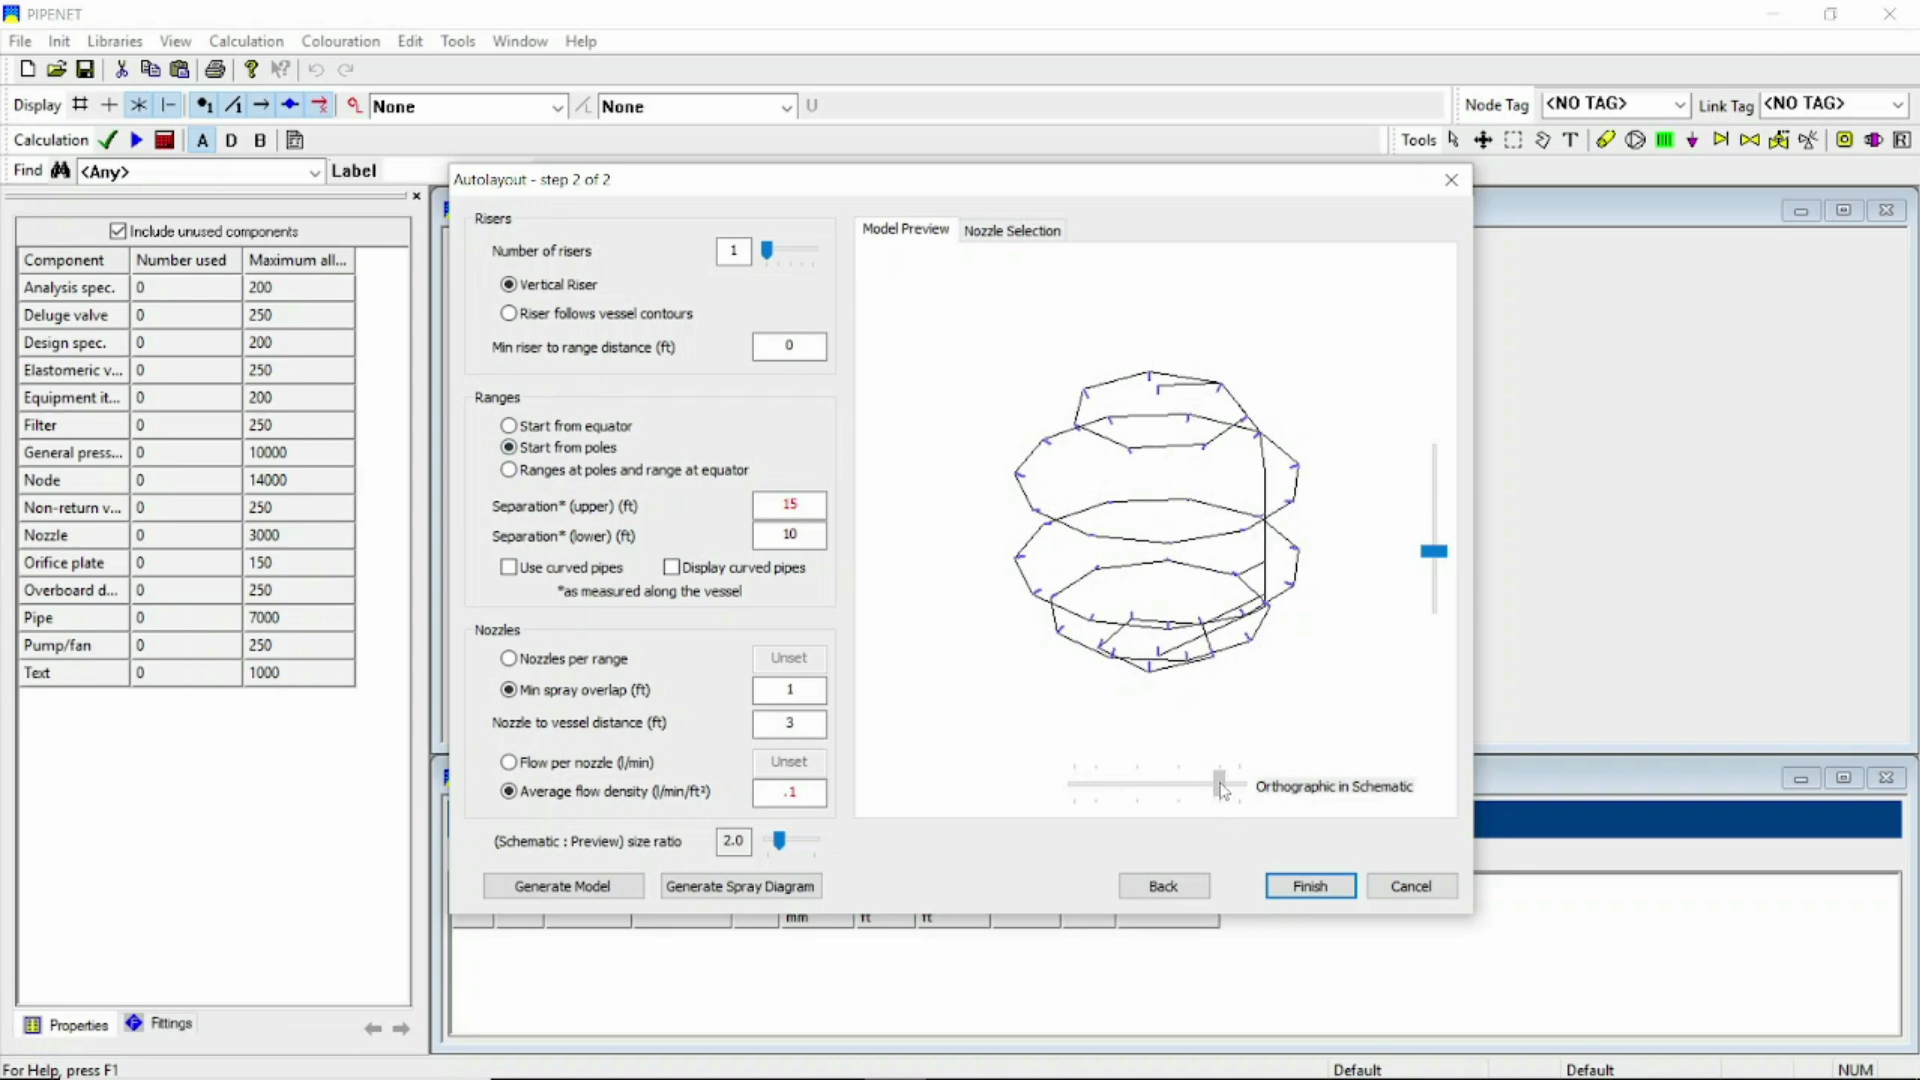 PIPENET
File Init Libraries View Calculation Colouration Edit Tools Window Help
Display None None U Node Tag <NO TAG> Link Tag <NO TAG>
Calculation A D B Tools T R
Find <Any> Label
Autolayout - step 2 of 2
Include unused components
Component Number used Maximum all...
Analysis spec. 0 200
Deluge valve 0 250
Design spec. 0 200
Elastomeric v... 0 250
Equipment it... 0 200
Filter 0 250
General press... 0 10000
Node 0 14000
Non-return v... 0 250
Nozzle 0 3000
Orifice plate 0 150
Overboard d... 0 250
Pipe 0 7000
Pump/fan 0 250
Text 0 1000
Properties Fittings
Risers
Number of risers 1
Vertical Riser
Riser follows vessel contours
Min riser to range distance (ft) 0
Ranges
Start from equator
Start from poles
Ranges at poles and range at equator
Separation* (upper) (ft) 15
Separation* (lower) (ft) 10
Use curved pipes Display curved pipes
*as measured along the vessel
Nozzles
Nozzles per range Unset
Min spray overlap (ft) 1
Nozzle to vessel distance (ft) 3
Flow per nozzle (l/min) Unset
Average flow density (l/min/ft²) .1
(Schematic : Preview) size ratio 2.0
Generate Model Generate Spray Diagram
Model Preview Nozzle Selection
Orthographic in Schematic
Back Finish Cancel
mm ft ft
For Help, press F1 Default Default NUM